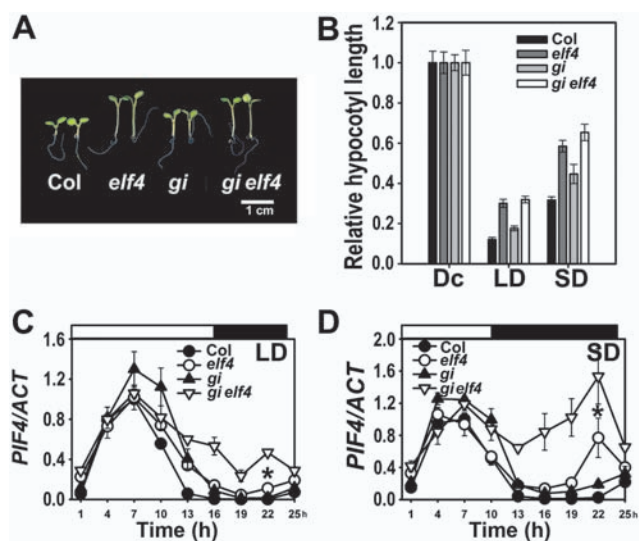 A
Col elf4 gi gi elf4
1 cm
B
Relative hypocotyl length
1.2
1.0
0.8
0.6
0.4
0.2
0.0
Col
elf4
gi
gi elf4
Dc LD SD
C
LD
PIF4/ACT
1.6
1.2
0.8
0.4
0
Col
elf4
gi
gi elf4
*
1 4 7 10 13 16 19 22 25h
Time (h)
D
SD
PIF4/ACT
2.0
1.6
1.2
0.8
0.4
0
Col
elf4
gi
gi elf4
*
1 4 7 10 13 16 19 22 25h
Time (h)